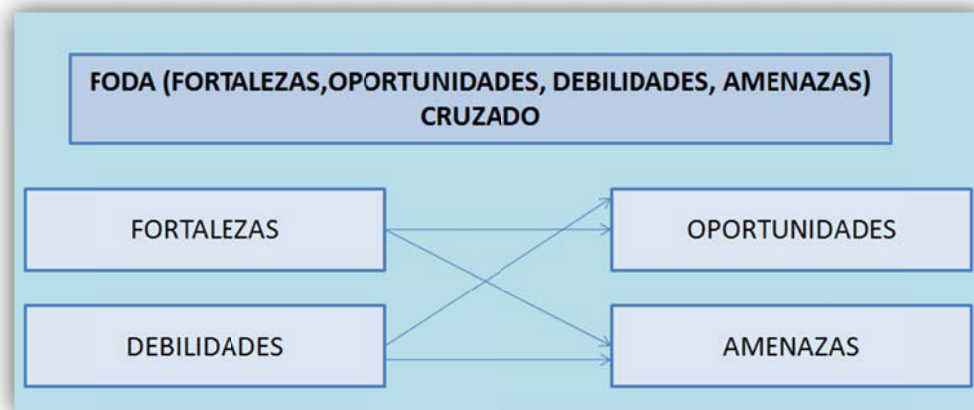 FODA (FORTALEZAS,OPORTUNIDADES, DEBILIDADES, AMENAZAS)
CRUZADO
FORTALEZAS
OPORTUNIDADES
DEBILIDADES
AMENAZAS